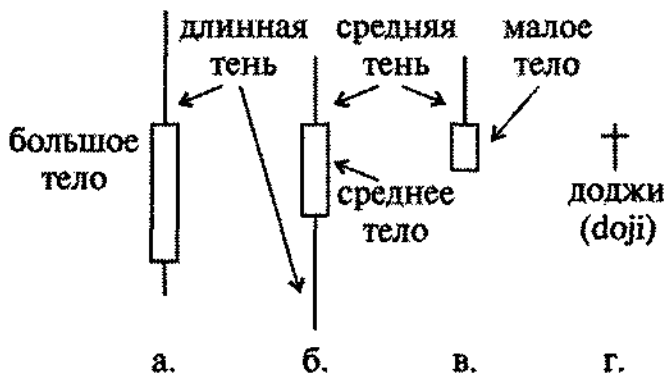 длинная
тень
средняя
тень
малое
тело
большое
тело
среднее
тело
доджи
(doji)
а.
б.
в.
г.